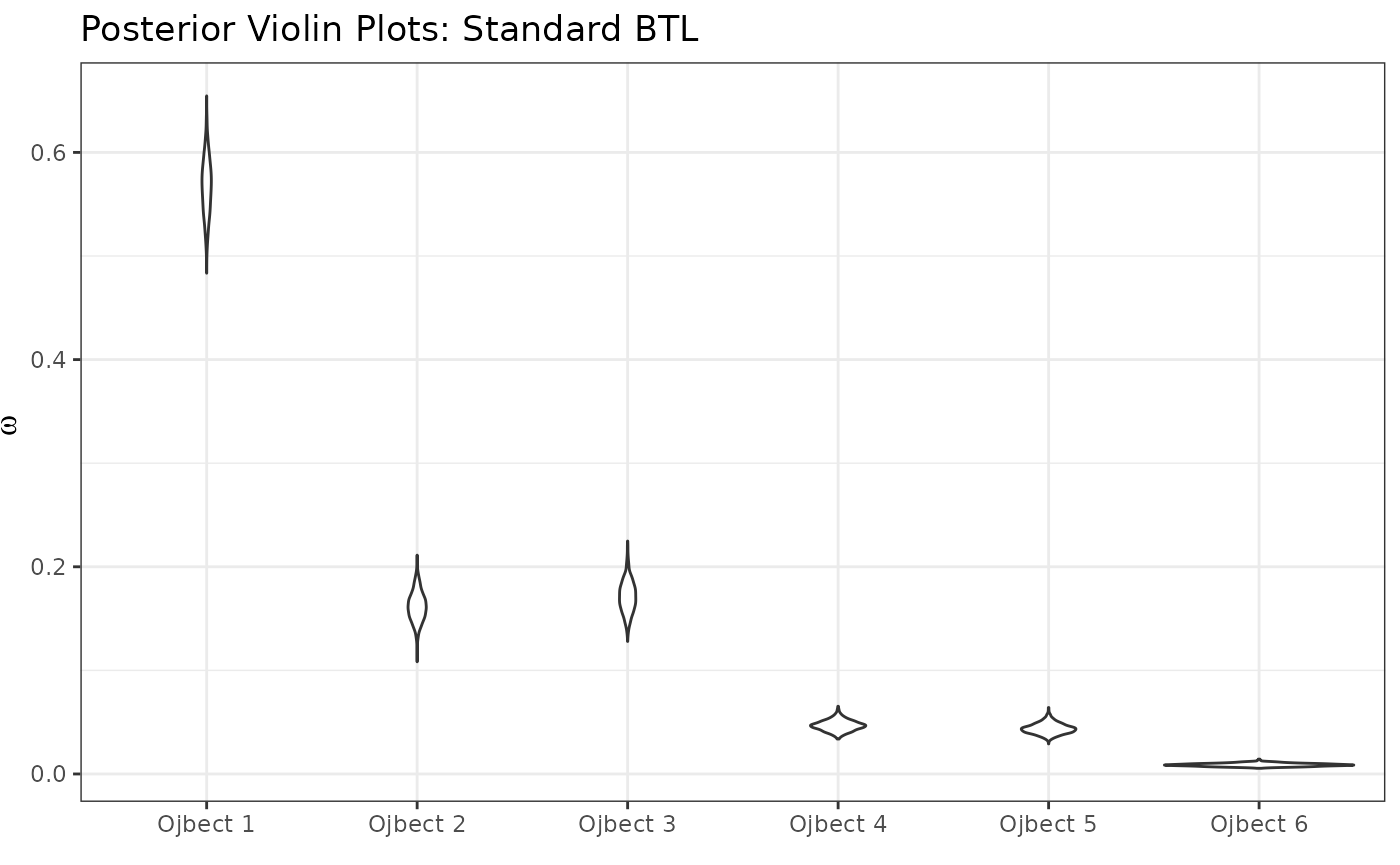 Posterior Violin Plots: Standard BTL
0.6
0.4
ω
0.2
0.0
Ojbect 1
Ojbect 2
Ojbect 3
Ojbect 4
Ojbect 5
Ojbect 6